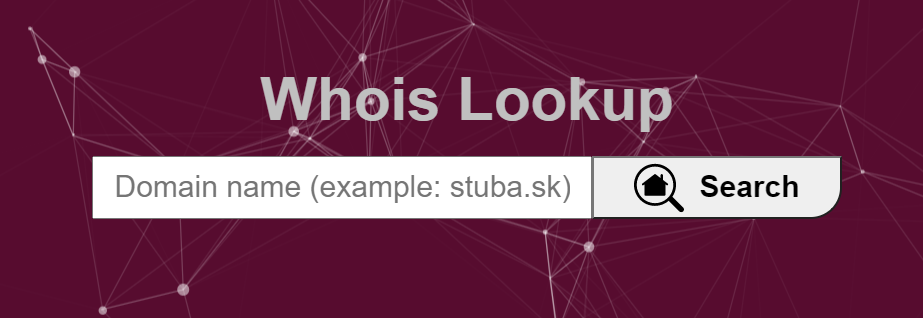 Whois Lookup
Domain name (example: stuba.sk)
Search